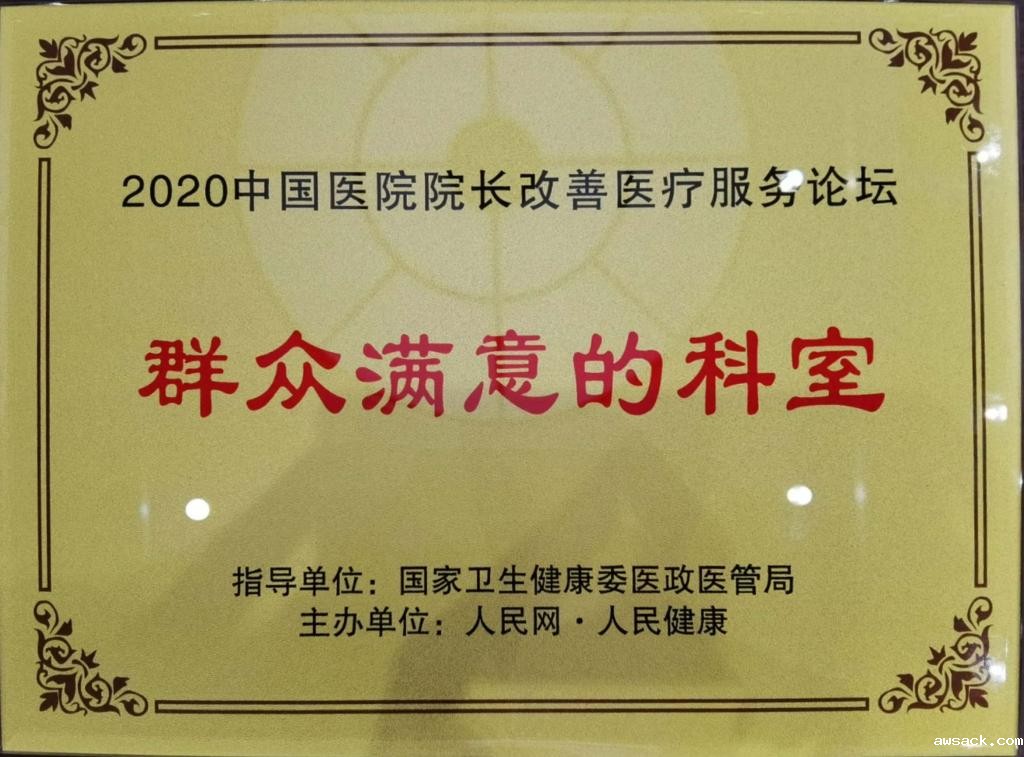 2020中国医院院长改善医疗服务论坛
群众满意的科室
指导单位：国家卫生健康委医政医管局
主办单位：人民网·人民健康
awsack.com